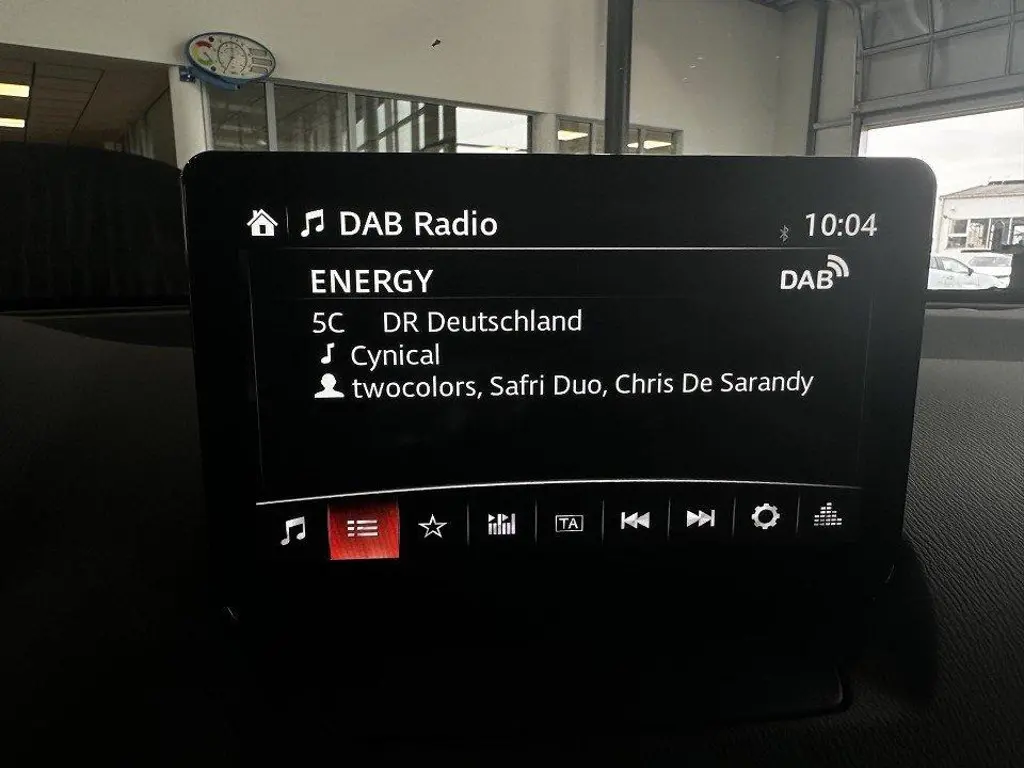 DAB Radio 10:04
ENERGY DAB
5C DR Deutschland
Cynical
twocolors, Safri Duo, Chris De Sarandy
TA